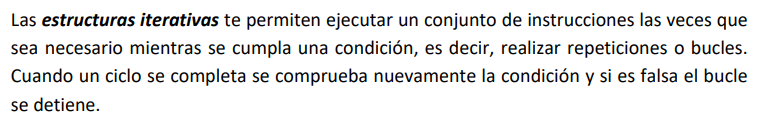 Las estructuras iterativas te permiten ejecutar un conjunto de instrucciones las veces que
sea necesario mientras se cumpla una condición, es decir, realizar repeticiones o bucles.
Cuando un ciclo se completa se comprueba nuevamente la condición y si es falsa el bucle
se detiene.